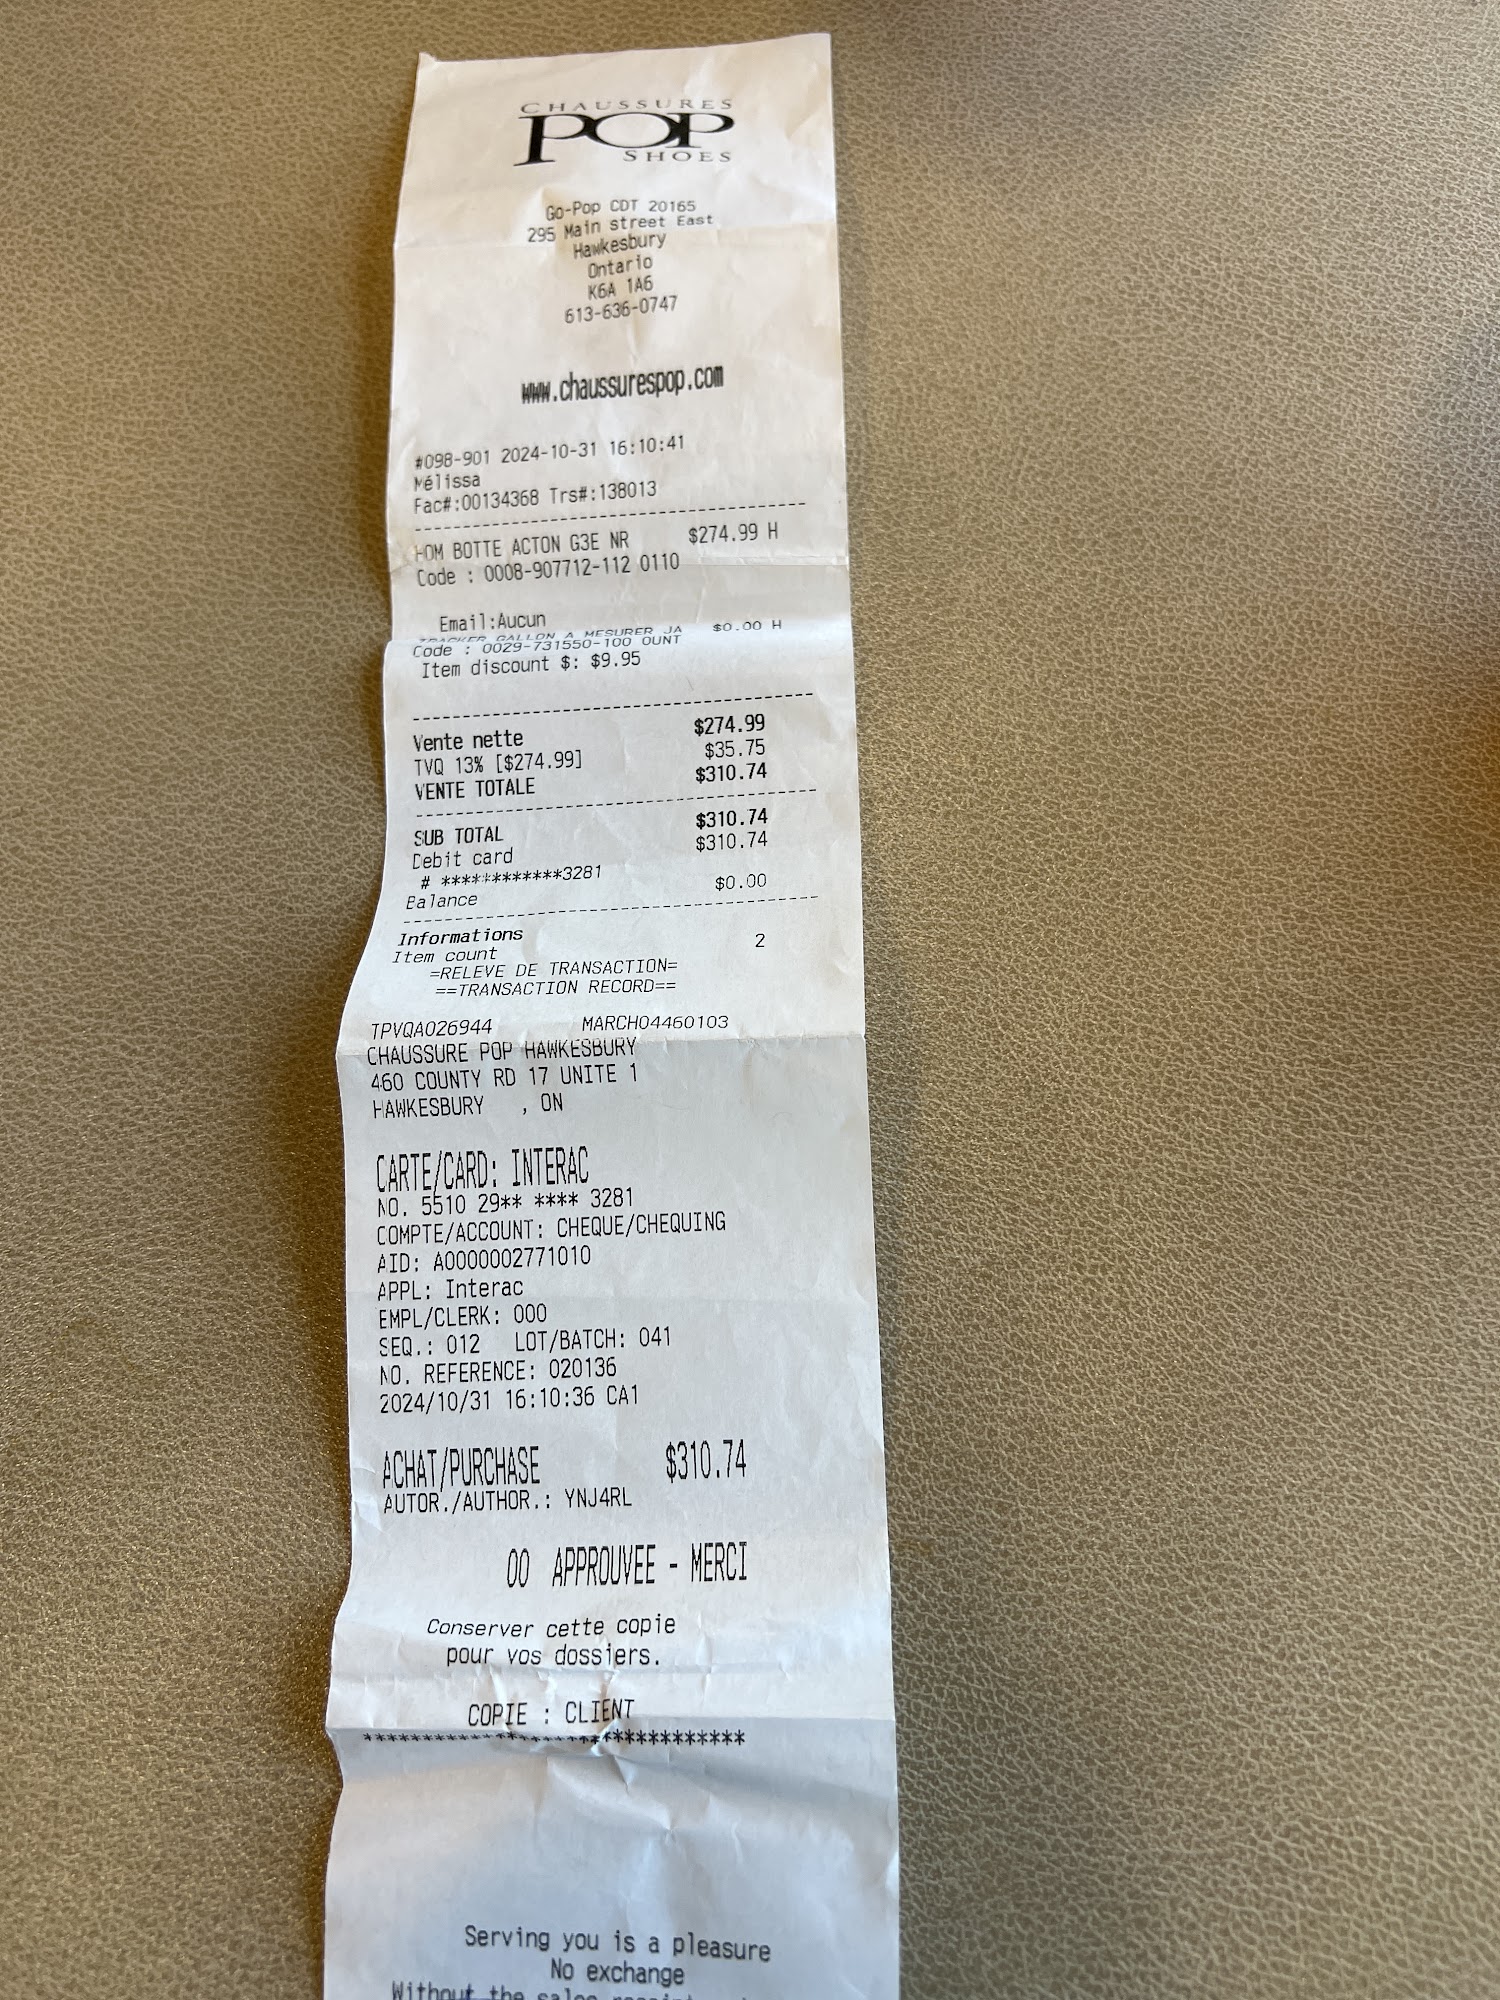 CHAUSSURES
POP
SHOES
Go-Pop CDT 20165
295 Main street East
Hawkesbury
Ontario
K6A 1A6
613-636-0747
www.chaussurespop.com
#098-901 2024-10-31 16:10:41
Mélissa
Fac#:00134368 Trs#:138013
HOM BOTTE ACTON G3E NR $274.99 H
Code : 0008-907712-112 0110
Email:Aucun
TRACKER GALLON A MESURER JA $0.00 H
Code : 0029-731550-100 OUNT
Item discount $: $9.95
Vente nette $274.99
TVQ 13% [$274.99] $35.75
VENTE TOTALE $310.74
SUB TOTAL $310.74
Debit card $310.74
# ************3281
Balance $0.00
Informations
Item count 2
=RELEVE DE TRANSACTION=
==TRANSACTION RECORD==
TPVQA026944 MARCH04460103
CHAUSSURE POP HAWKESBURY
460 COUNTY RD 17 UNITE 1
HAWKESBURY , ON
CARTE/CARD: INTERAC
NO. 5510 29** **** 3281
COMPTE/ACCOUNT: CHEQUE/CHEQUING
AID: A0000002771010
APPL: Interac
EMPL/CLERK: 000
SEQ.: 012 LOT/BATCH: 041
NO. REFERENCE: 020136
2024/10/31 16:10:36 CA1
ACHAT/PURCHASE $310.74
AUTOR./AUTHOR.: YNJ4RL
00 APPROUVEE - MERCI
Conserver cette copie
pour vos dossiers.
COPIE : CLIENT
**********************************
Serving you is a pleasure
No exchange
Without the sales